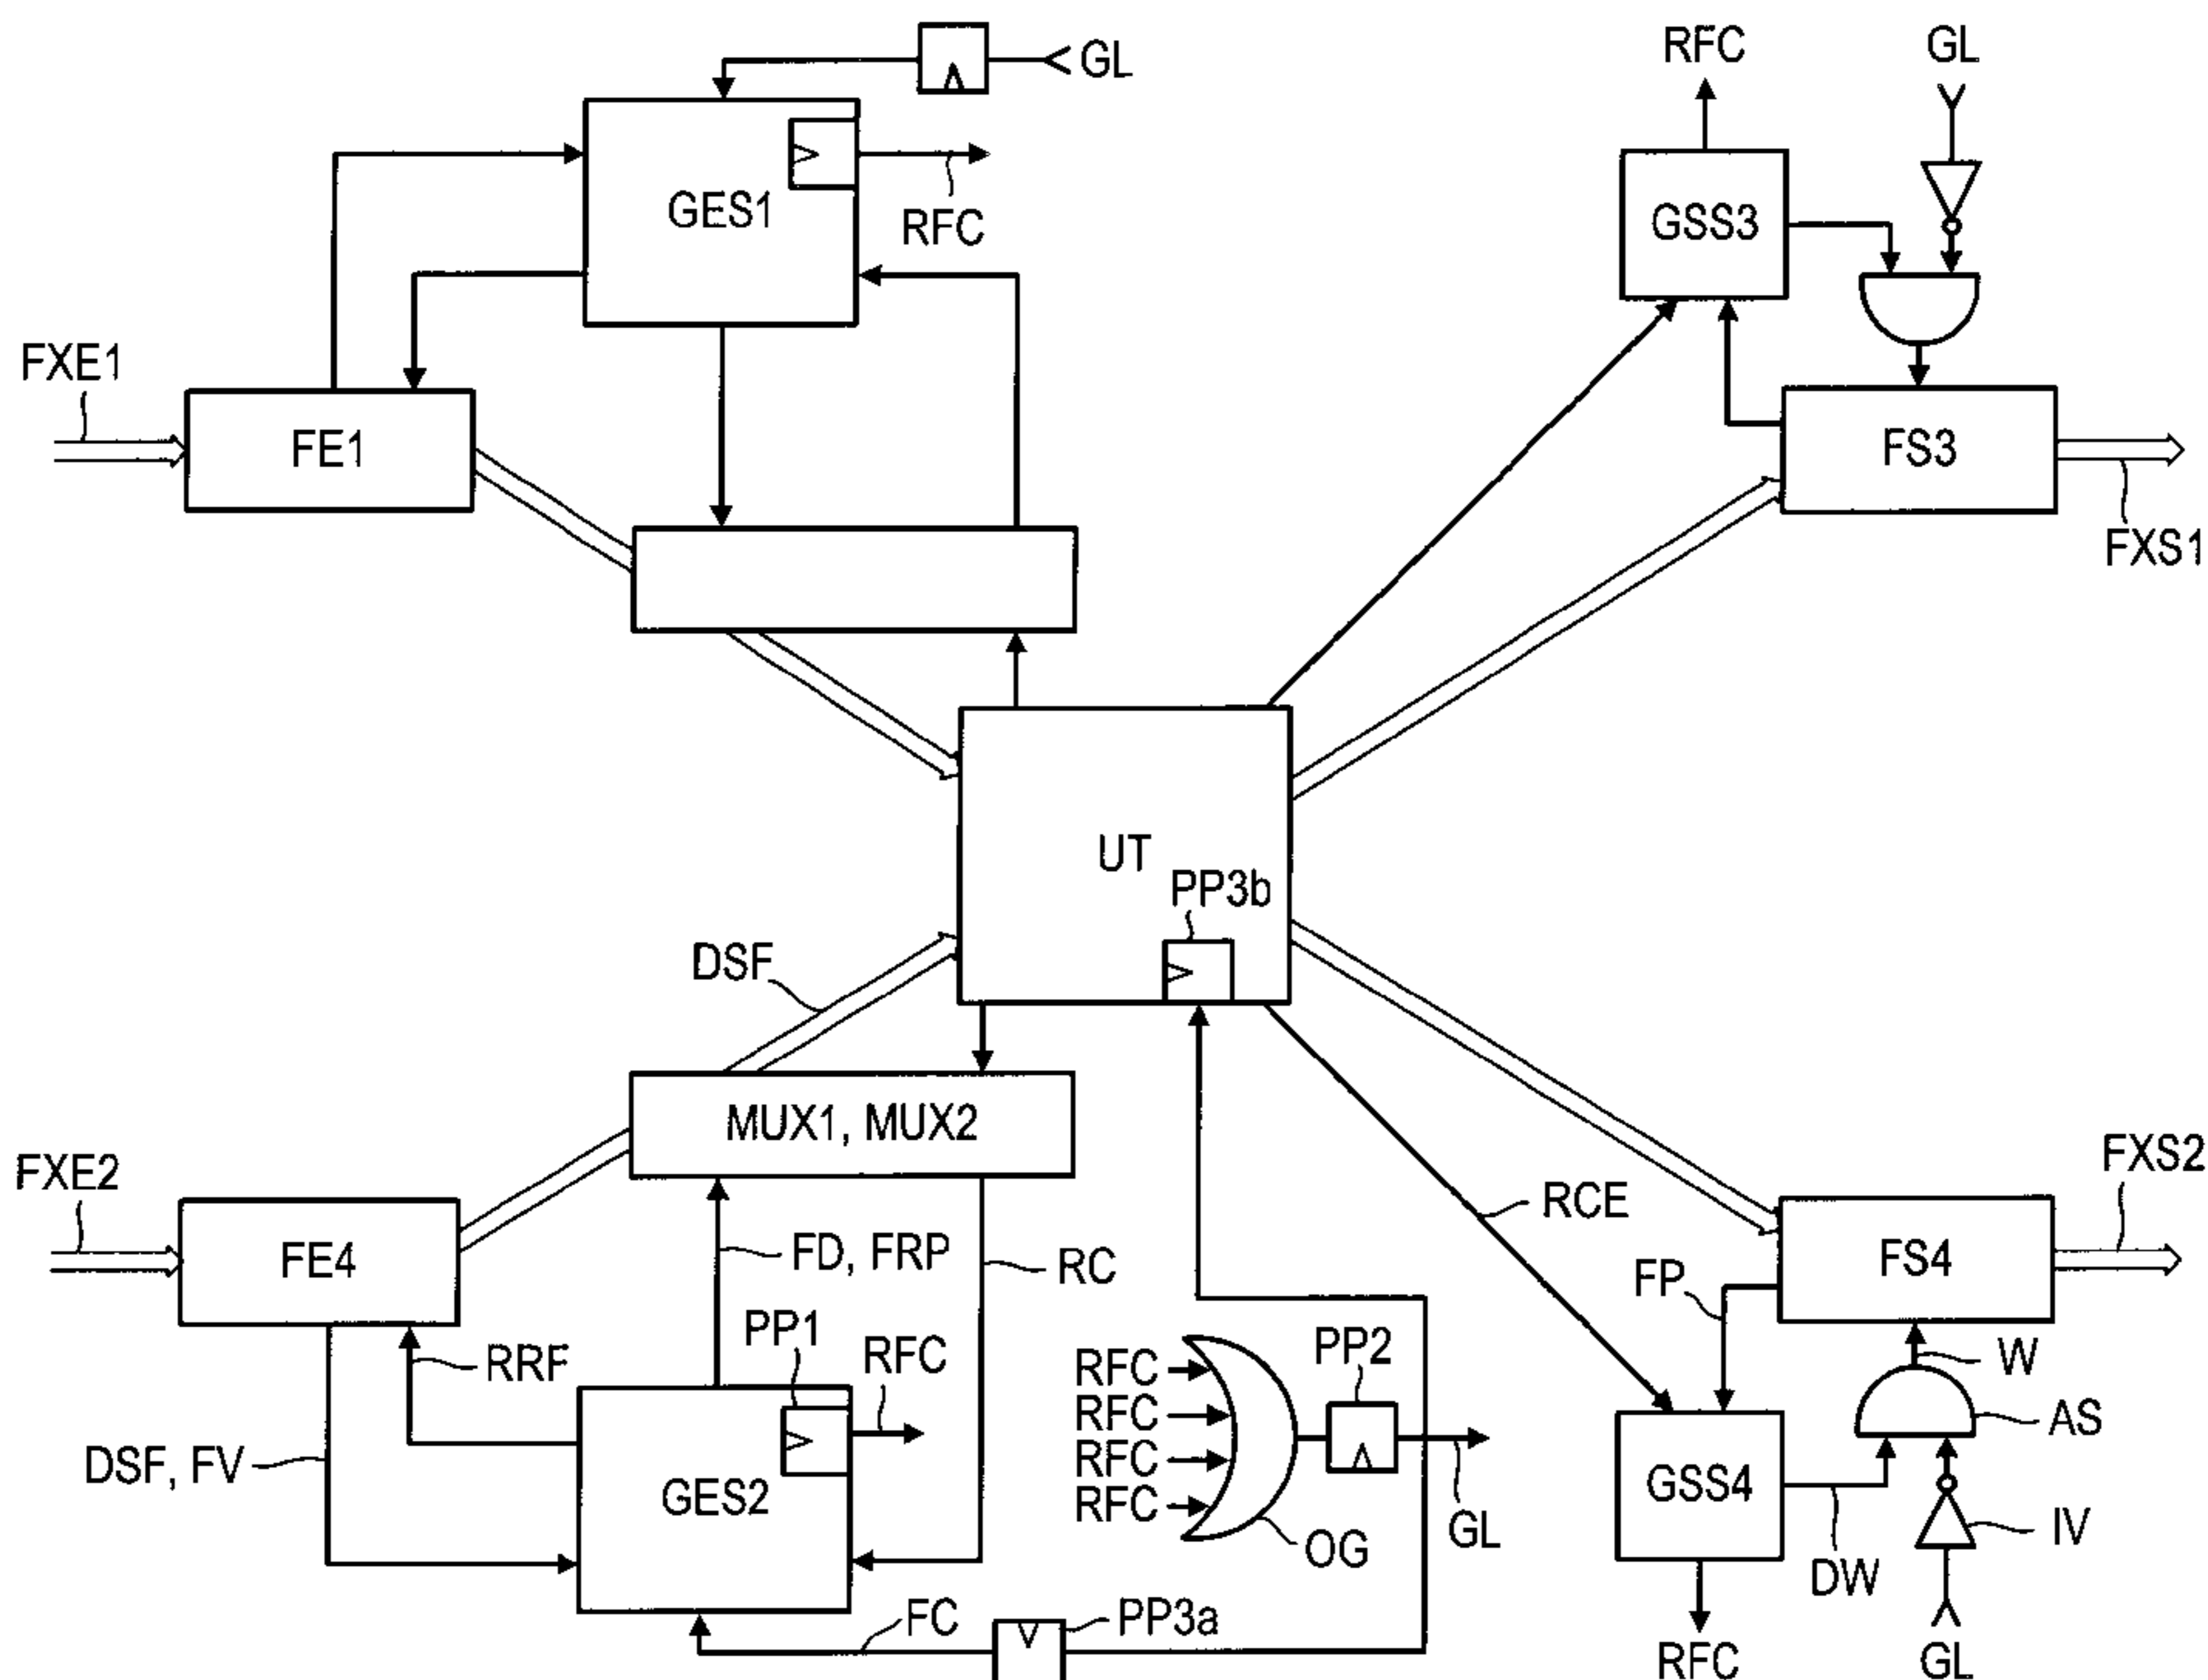 GL
RFC
GL
GES1
RFC
GSS3
FXE1
FE1
FS3
FXS1
UT
PP3b
DSF
MUX1, MUX2
FXE2
FE4
FD, FRP
RC
RCE
FXS2
FS4
FP
PP1
RFC
RRF
PP2
RFC
RFC
RFC
RFC
W
AS
DSF, FV
GES2
OG
GL
GSS4
DW
IV
FC
PP3a
RFC
GL